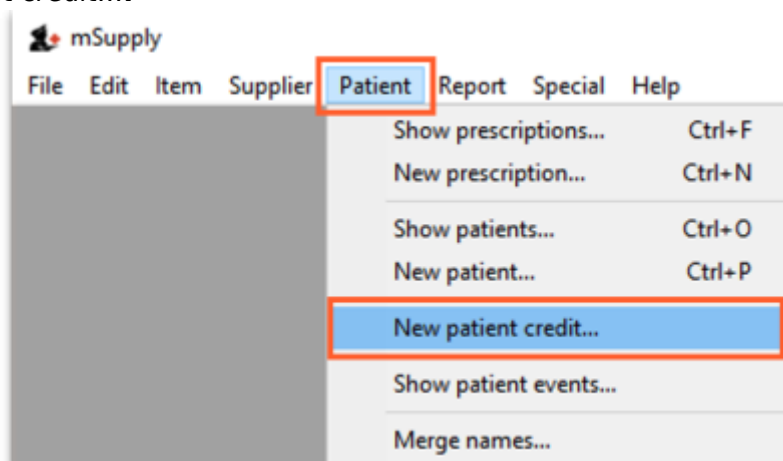 mSupply
File Edit Item Supplier Patient Report Special Help
Show prescriptions... Ctrl+F
New prescription... Ctrl+N
Show patients... Ctrl+O
New patient... Ctrl+P
New patient credit...
Show patient events...
Merge names...